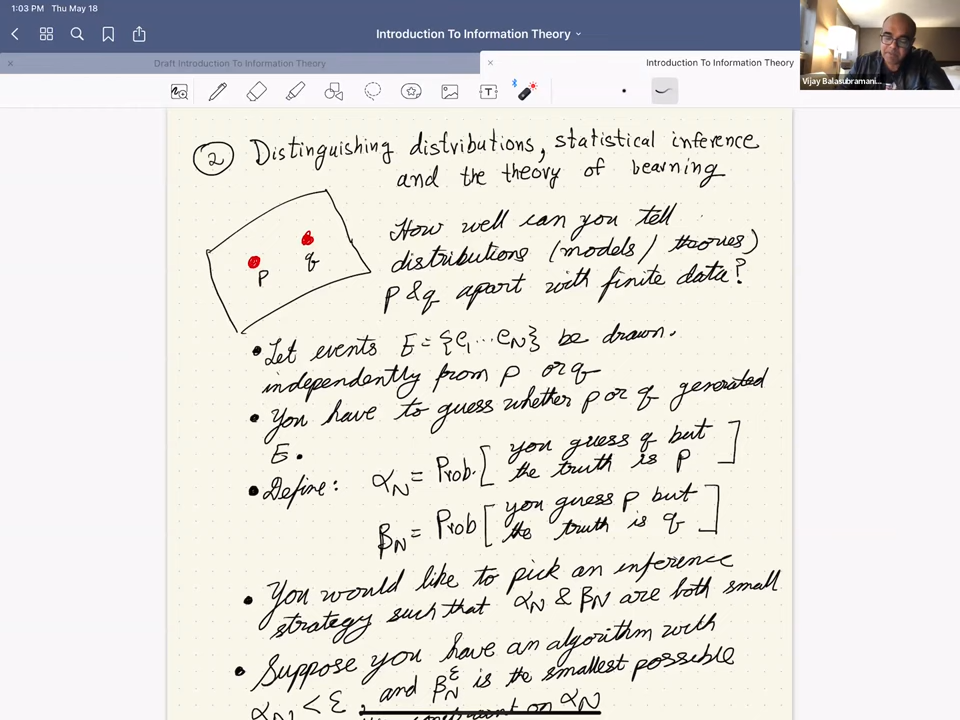 1:03 PM Thu May 18
Introduction To Information Theory
Draft Introduction To Information Theory
Introduction To Information Theory
Vijay Balasubramani...
T
2 Distinguishing distributions, statistical inference
and the theory of learning
How well can you tell
distributions (models / theories)
p & q apart with finite data?
p
q
• Let events E = {e1 ... eN} be drawn.
independently from p or q
• You have to guess whether p or q generated
E.
• Define: αN = Prob. [ you guess q but
the truth is p ]
βN = Prob [ you guess p but
the truth is q ]
• You would like to pick an inference
strategy such that αN & βN are both small
• Suppose you have an algorithm with
αN < ε, and βN^ε is the smallest possible
constraint on αN